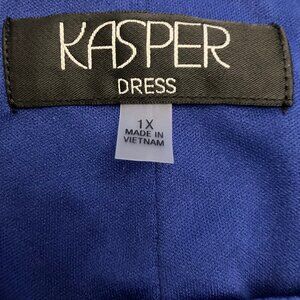 KASPER
DRESS
1X
MADE IN
VIETNAM